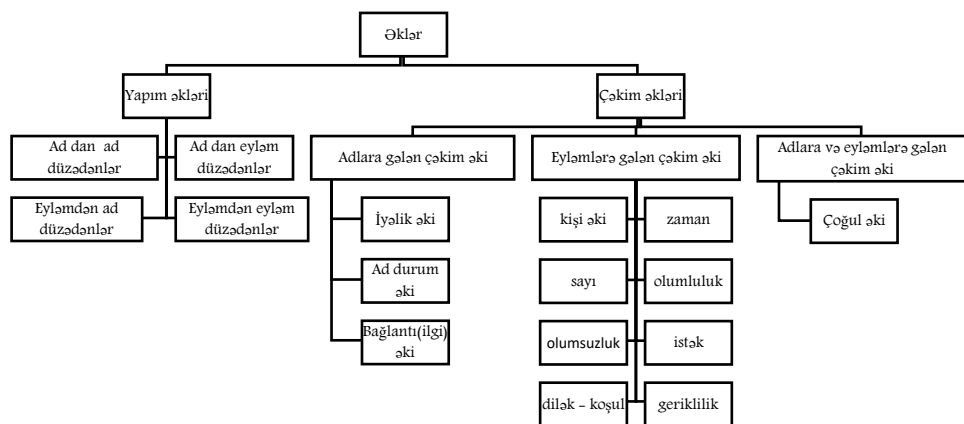 Əklər
Yapım əkləri
Çəkim əkləri
Ad dan ad
düzədənlər
Ad dan eyləm
düzədənlər
Eyləmdən ad
düzədənlər
Eyləmdən eyləm
düzədənlər
Adlara gələn çəkim əki
İyəlik əki
Ad durum
əki
Bağlantı(ilgi)
əki
Eyləmlərə gələn çəkim əki
kişi əki
zaman
sayı
olumluluk
olumsuzluk
istək
dilək – koşul
geriklilik
Adlara və eyləmlərə gələn
çəkim əki
Çoğul əki